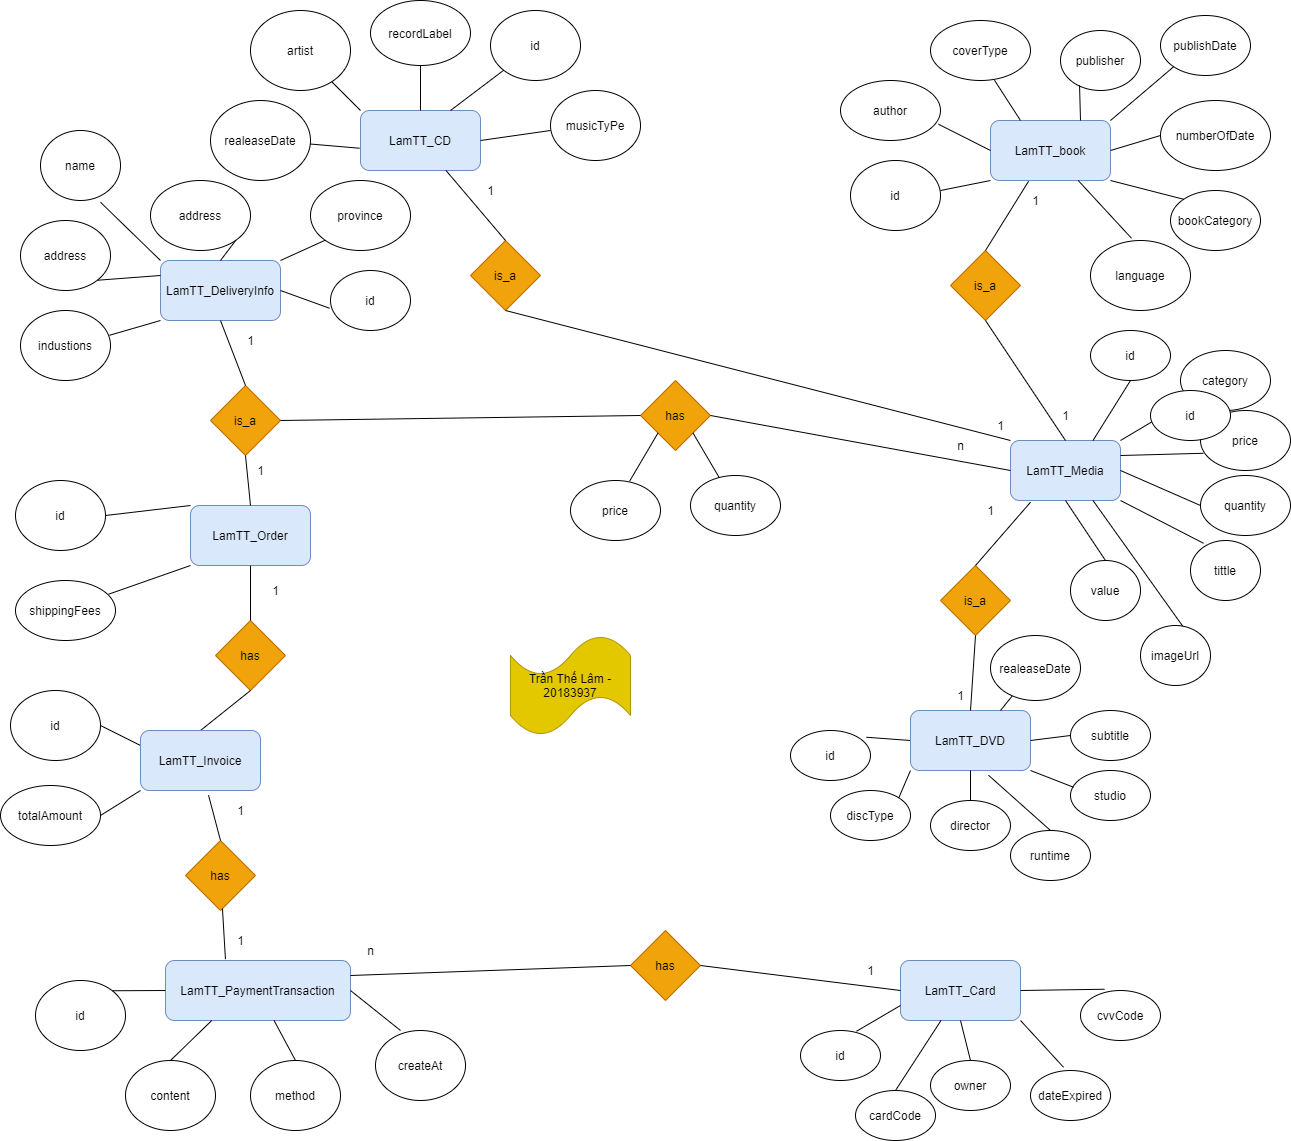 artist
recordLabel
id
realeaseDate
LamTT_CD
musicTyPe
1
is_a
coverType
publisher
publishDate
author
numberOfDate
LamTT_book
id
bookCategory
language
1
is_a
name
address
province
address
LamTT_DeliveryInfo
id
industions
1
is_a
1
has
price
quantity
n
1
1
id
category
id
price
LamTT_Media
quantity
tittle
value
imageUrl
1
is_a
1
id
LamTT_Order
shippingFees
1
has
Trần Thế Lâm -
20183937
realeaseDate
LamTT_DVD
subtitle
id
studio
discType
director
runtime
id
LamTT_Invoice
totalAmount
1
has
1
n
has
1
LamTT_PaymentTransaction
id
content
method
createAt
LamTT_Card
cvvCode
id
owner
dateExpired
cardCode